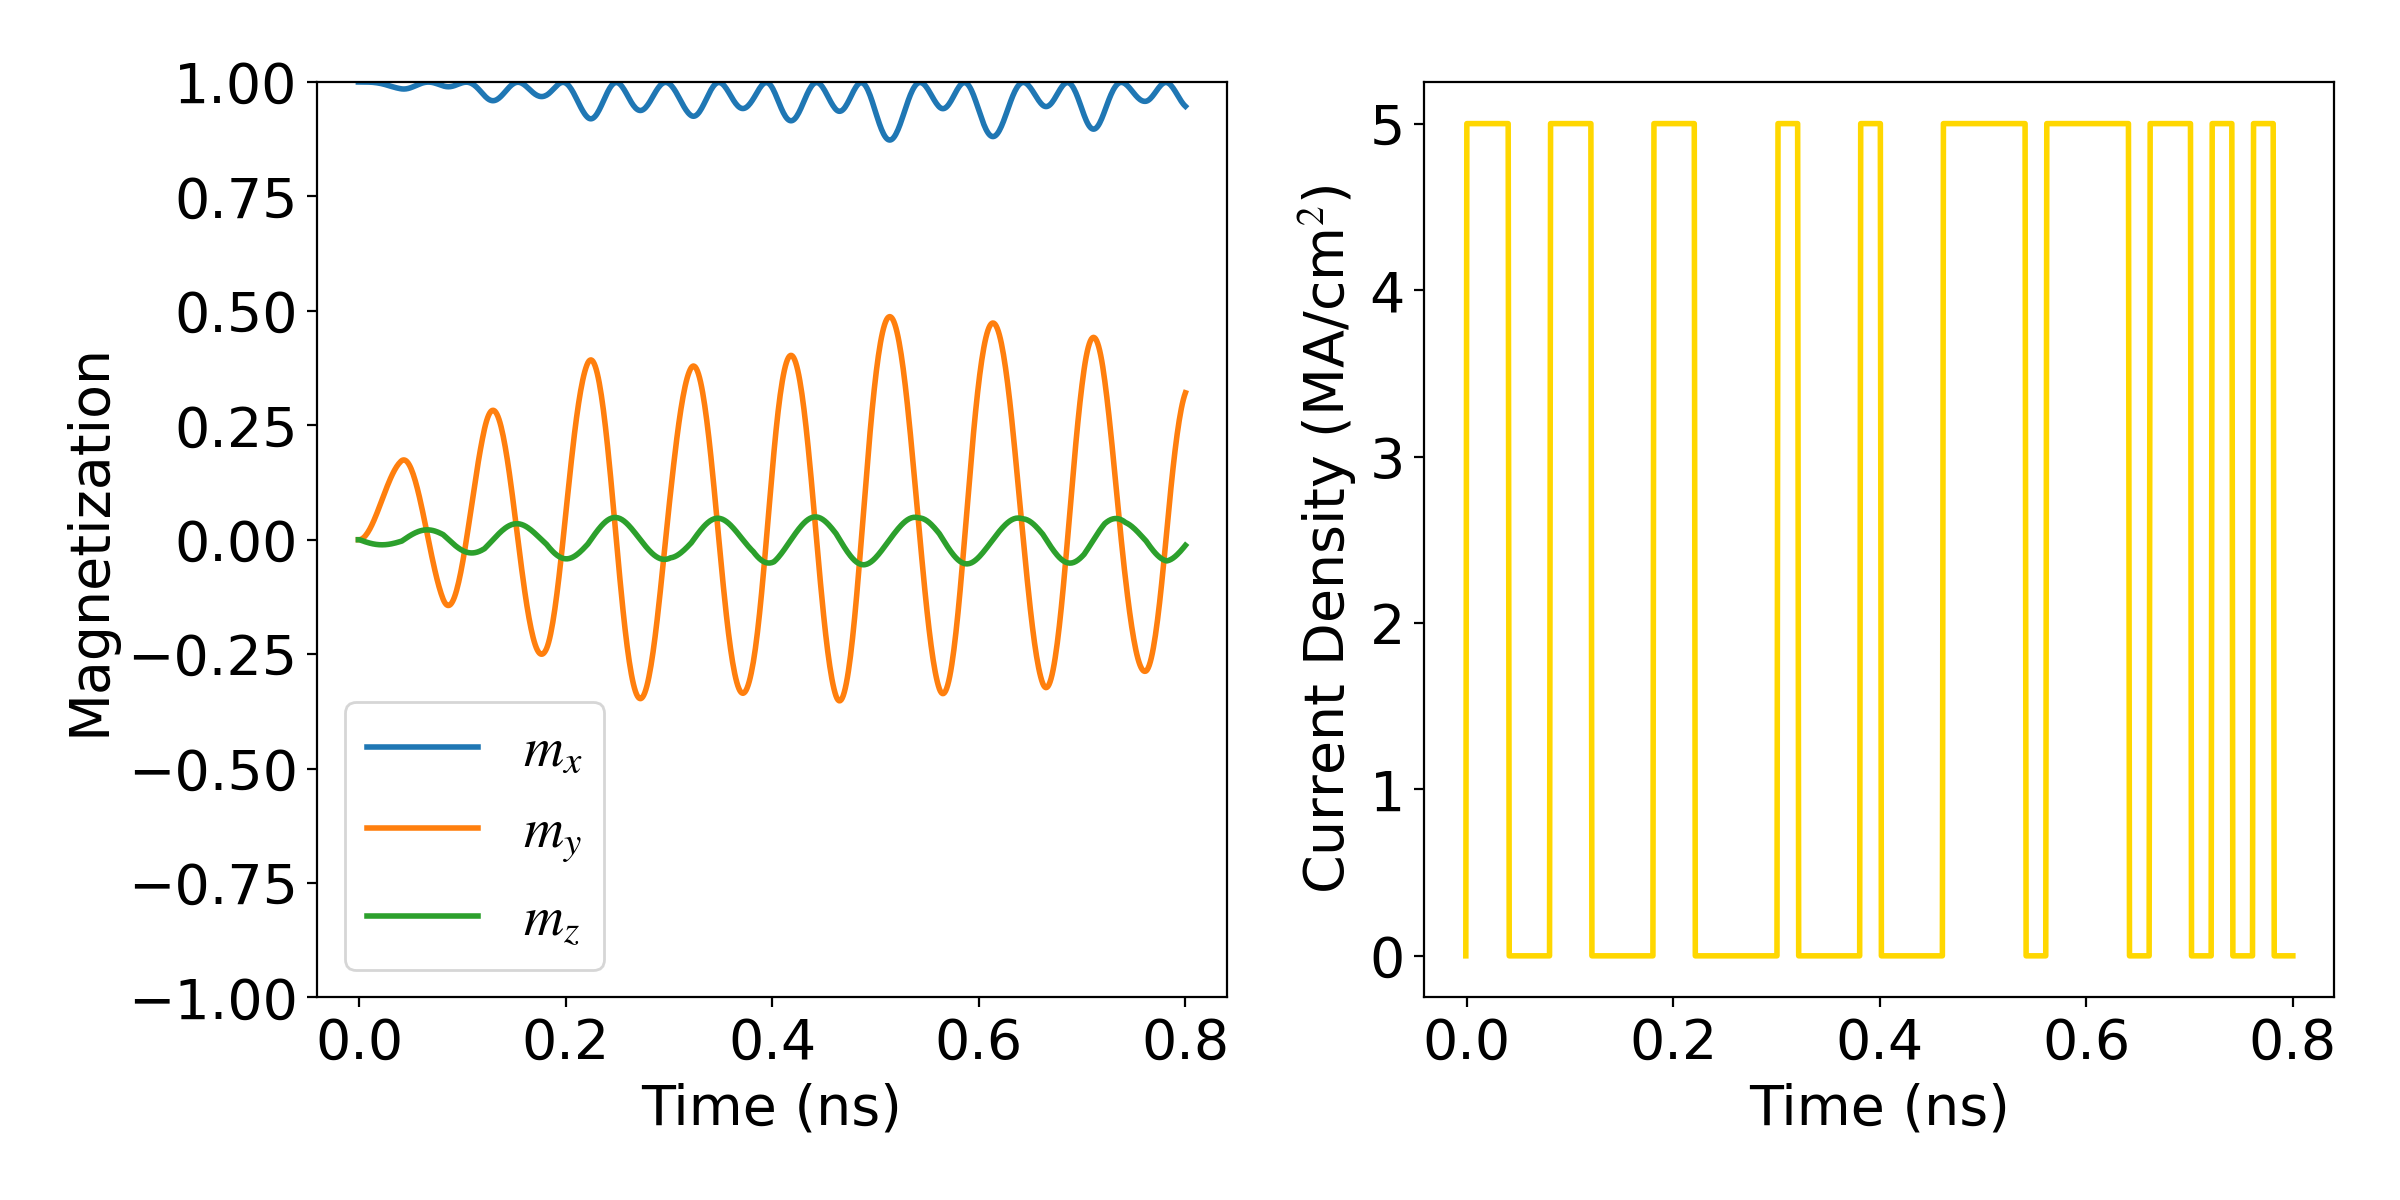 1.00
0.75
0.50
0.25
0.00
−0.25
−0.50
−0.75
−1.00
Magnetization
m_x
m_y
m_z
0.0 0.2 0.4 0.6 0.8
Time (ns)
5
4
3
2
1
0
Current Density (MA/cm²)
0.0 0.2 0.4 0.6 0.8
Time (ns)